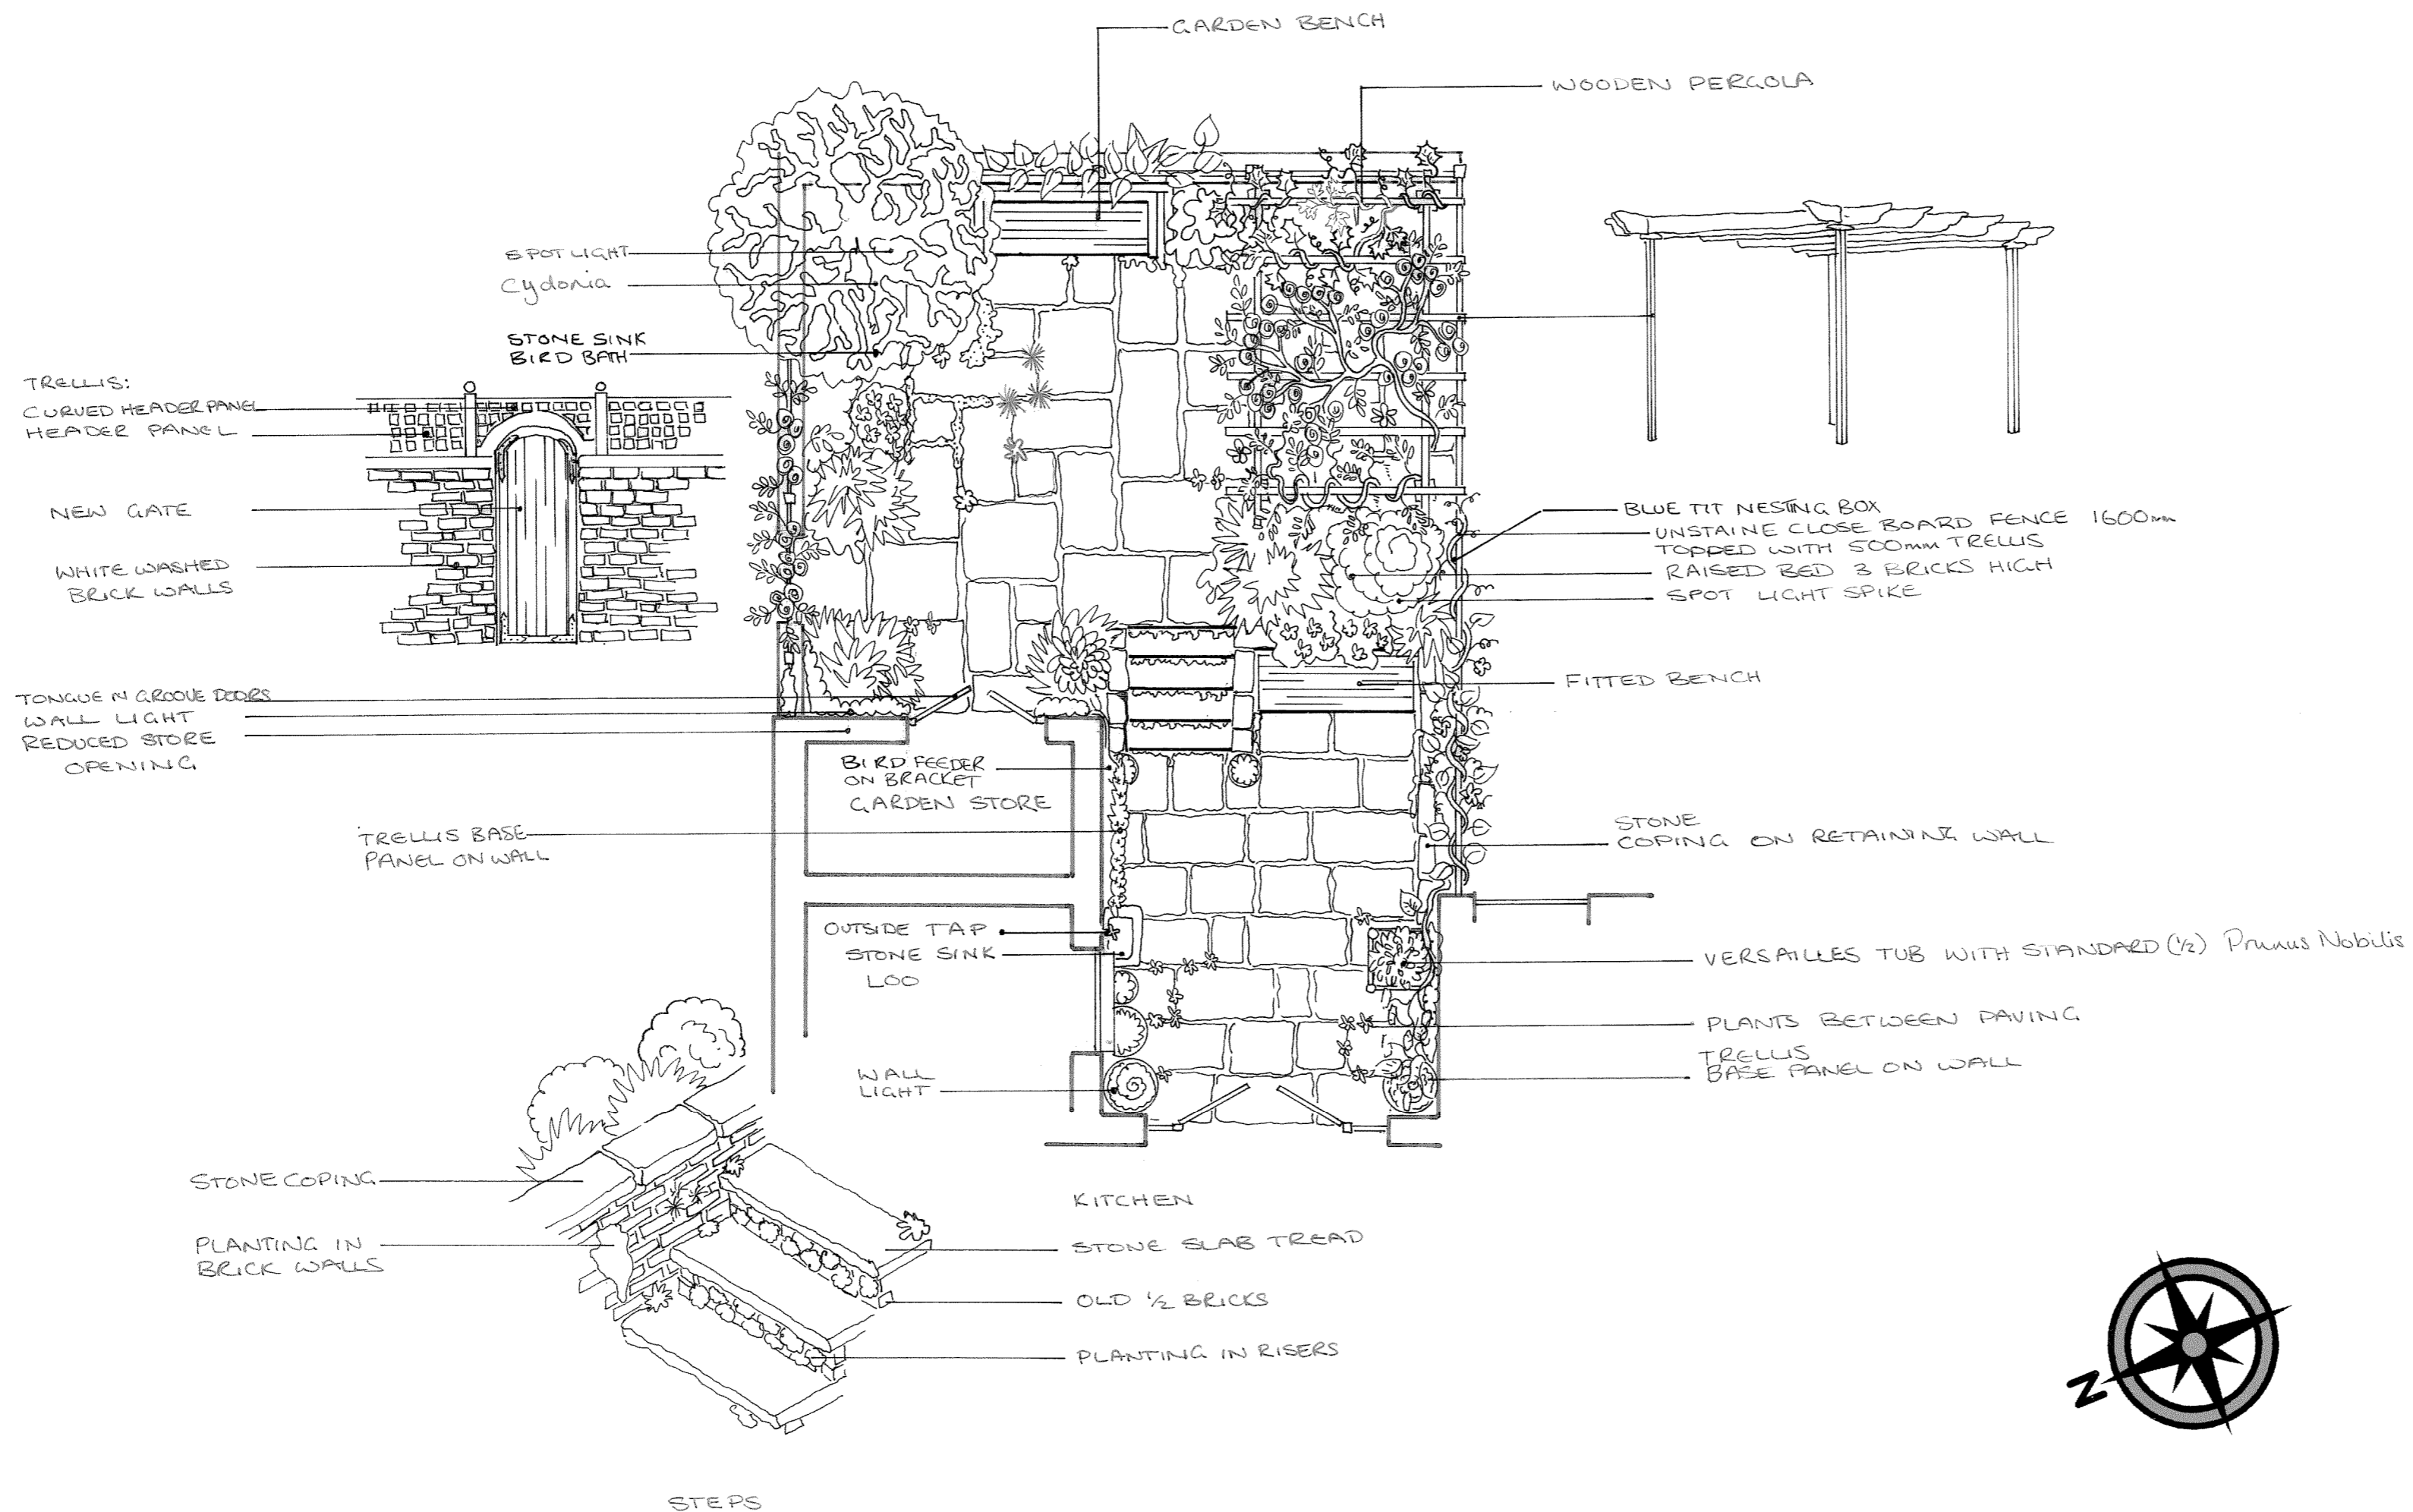 GARDEN BENCH
WOODEN PERGOLA
SPOT LIGHT
Cydonia
STONE SINK
BIRD BATH
TRELLIS:
CURVED HEADER PANEL
HEADER PANEL
NEW GATE
WHITE WASHED
BRICK WALLS
BLUE TIT NESTING BOX
UNSTAINE CLOSE BOARD FENCE 1600mm
TOPPED WITH 500mm TRELLIS
RAISED BED 3 BRICKS HIGH
SPOT LIGHT SPIKE
FITTED BENCH
TONGUE N GROOVE DOORS
WALL LIGHT
REDUCED STORE
OPENING
BIRD FEEDER
ON BRACKET
GARDEN STORE
TRELLIS BASE
PANEL ON WALL
STONE
COPING ON RETAINING WALL
OUTSIDE TAP
STONE SINK
LOO
VERSAILLES TUB WITH STANDARD (1/2) Prunus Nobilis
PLANTS BETWEEN PAVING
TRELLIS
BASE PANEL ON WALL
WALL
LIGHT
STONE COPING
PLANTING IN
BRICK WALLS
KITCHEN
STONE SLAB TREAD
OLD 1/2 BRICKS
PLANTING IN RISERS
N
STEPS